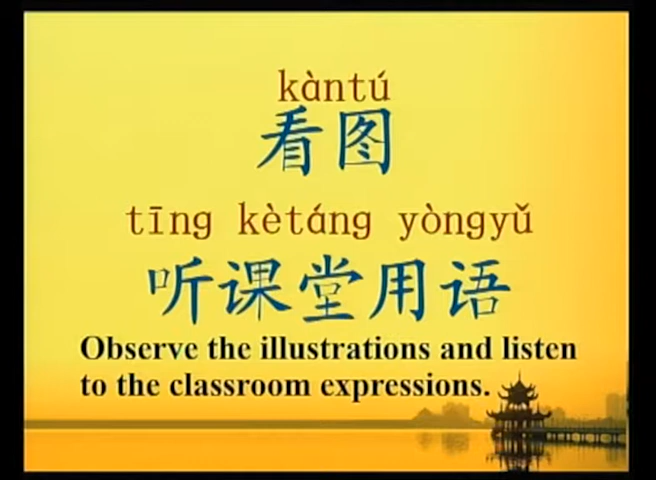 kàntú
看图
tīng kètáng yòngyǔ
听课堂用语
Observe the illustrations and listen
to the classroom expressions.